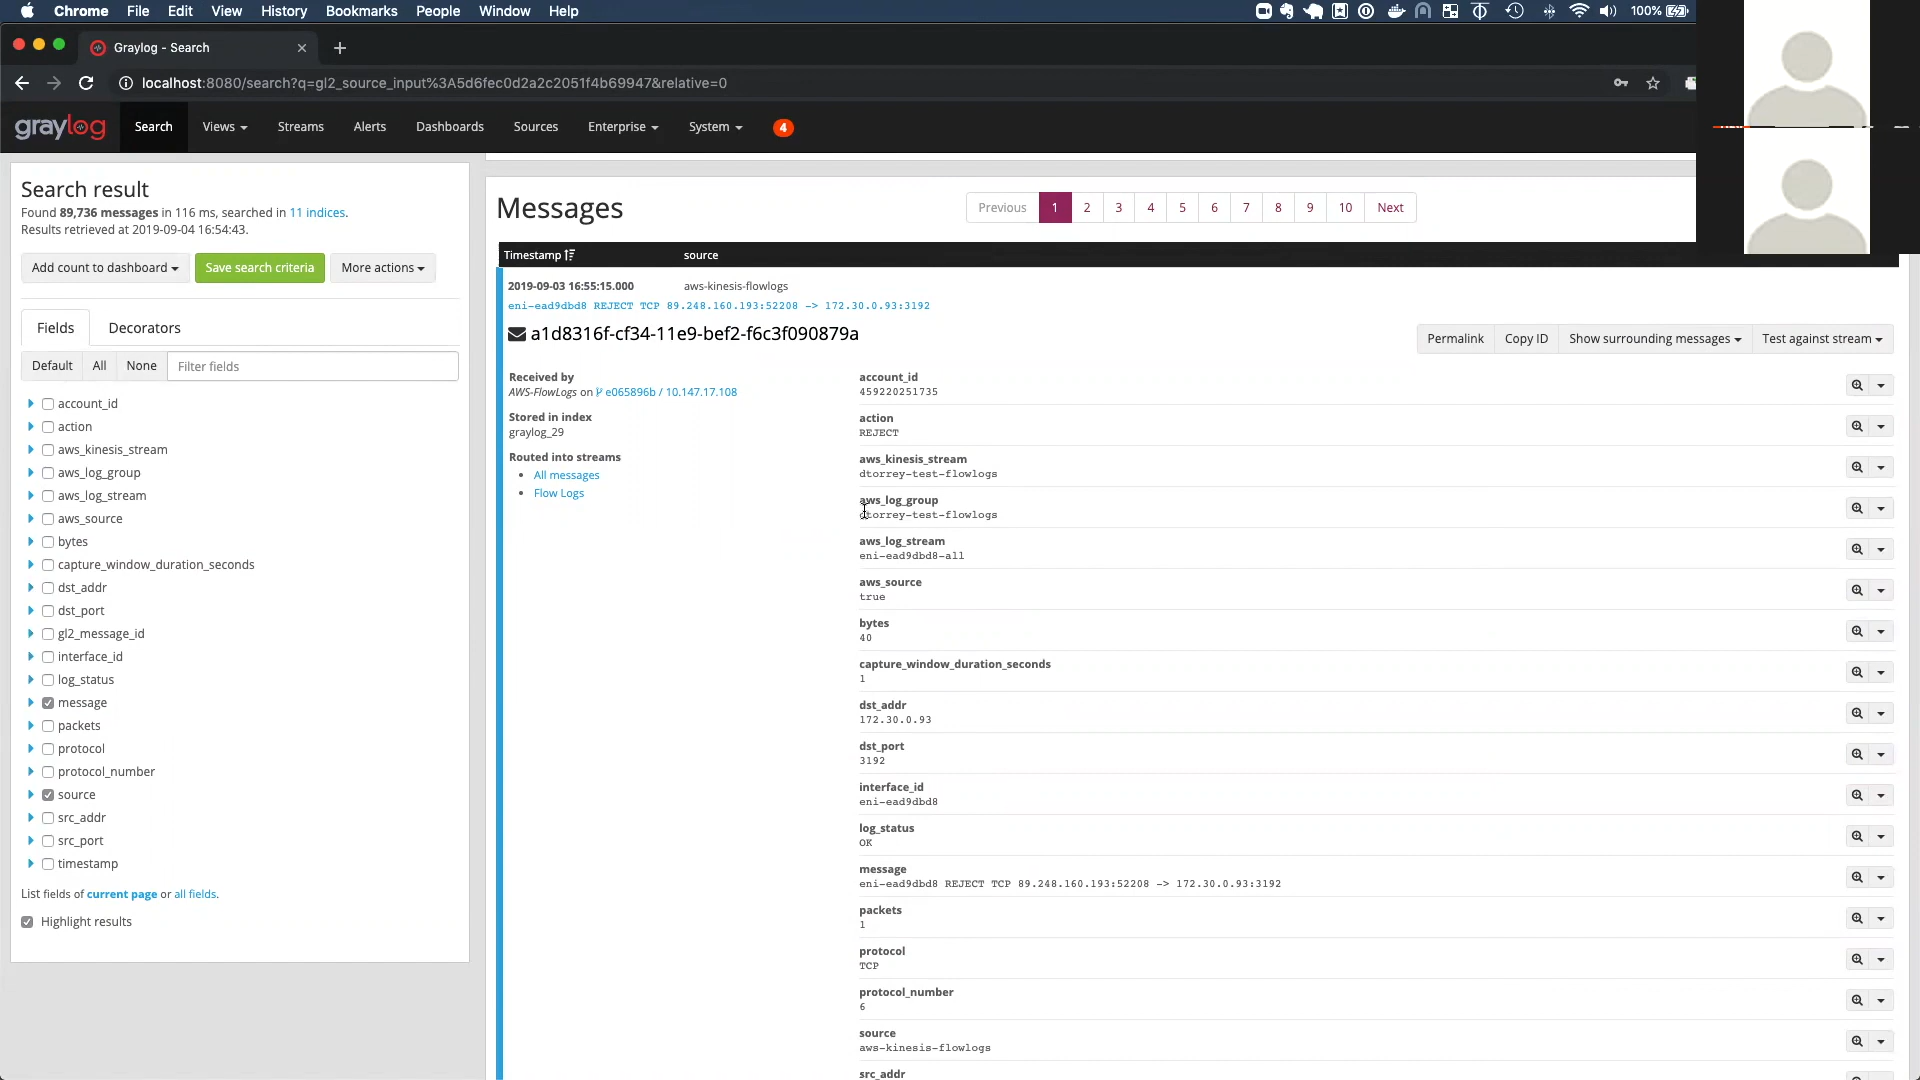 Chrome File Edit View History Bookmarks People Window Help 100%
Graylog - Search
localhost:8080/search?q=gl2_source_input%3A5d6fec0d2a2c2051f4b69947&relative=0
graylog Search Views Streams Alerts Dashboards Sources Enterprise System 4
Search result
Found 89,736 messages in 116 ms, searched in 11 indices.
Results retrieved at 2019-09-04 16:54:43.
Add count to dashboard Save search criteria More actions
Fields Decorators
Default All None Filter fields
account_id
action
aws_kinesis_stream
aws_log_group
aws_log_stream
aws_source
bytes
capture_window_duration_seconds
dst_addr
dst_port
gl2_message_id
interface_id
log_status
message
packets
protocol
protocol_number
source
src_addr
src_port
timestamp
List fields of current page or all fields.
Highlight results
Messages
Previous 1 2 3 4 5 6 7 8 9 10 Next
Timestamp source
2019-09-03 16:55:15.000 aws-kinesis-flowlogs
eni-ead9dbd8 REJECT TCP 89.248.160.193:52208 -> 172.30.0.93:3192
a1d8316f-cf34-11e9-bef2-f6c3f090879a
Permalink Copy ID Show surrounding messages Test against stream
Received by
AWS-FlowLogs on e065896b / 10.147.17.108
Stored in index
graylog_29
Routed into streams
All messages
Flow Logs
account_id
459220251735
action
REJECT
aws_kinesis_stream
dtorrey-test-flowlogs
aws_log_group
dtorrey-test-flowlogs
aws_log_stream
eni-ead9dbd8-all
aws_source
true
bytes
40
capture_window_duration_seconds
1
dst_addr
172.30.0.93
dst_port
3192
interface_id
eni-ead9dbd8
log_status
OK
message
eni-ead9dbd8 REJECT TCP 89.248.160.193:52208 -> 172.30.0.93:3192
packets
1
protocol
TCP
protocol_number
6
source
aws-kinesis-flowlogs
src_addr